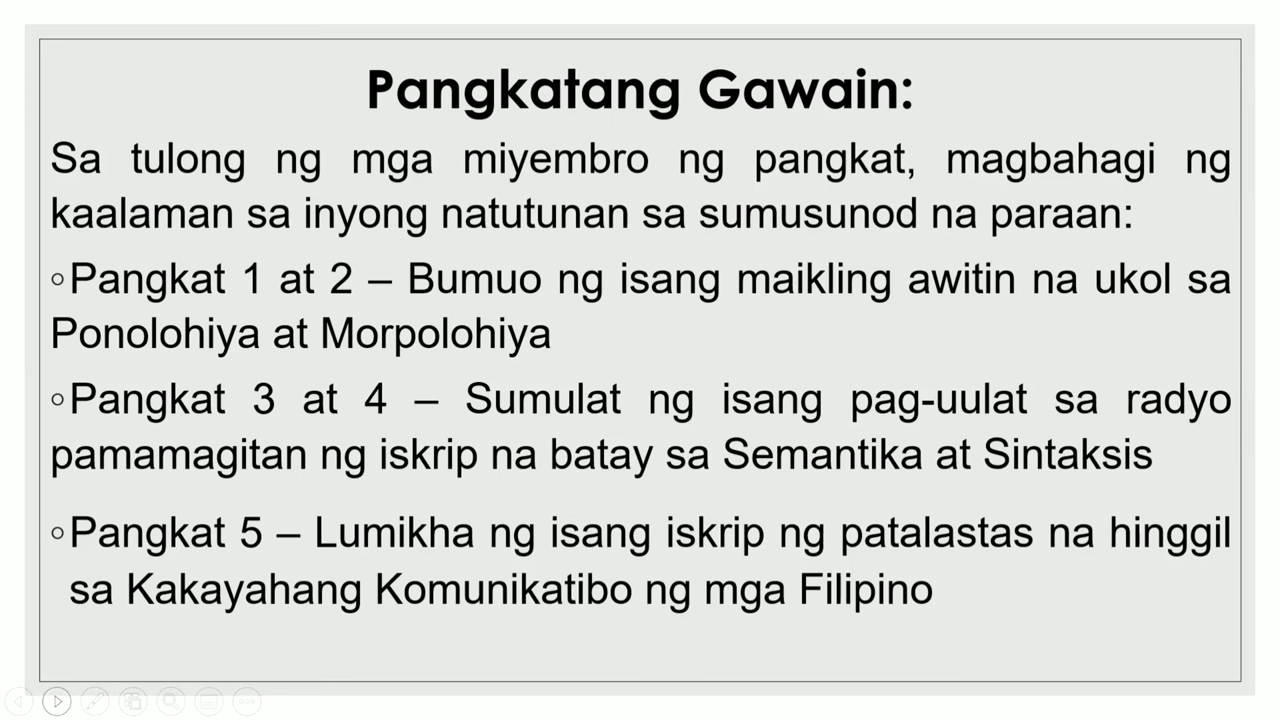 Pangkatang Gawain:
Sa tulong ng mga miyembro ng pangkat, magbahagi ng
kaalaman sa inyong natutunan sa sumusunod na paraan:
◦Pangkat 1 at 2 – Bumuo ng isang maikling awitin na ukol sa
Ponolohiya at Morpolohiya
◦Pangkat 3 at 4 – Sumulat ng isang pag-uulat sa radyo
pamamagitan ng iskrip na batay sa Semantika at Sintaksis
◦Pangkat 5 – Lumikha ng isang iskrip ng patalastas na hinggil
sa Kakayahang Komunikatibo ng mga Filipino